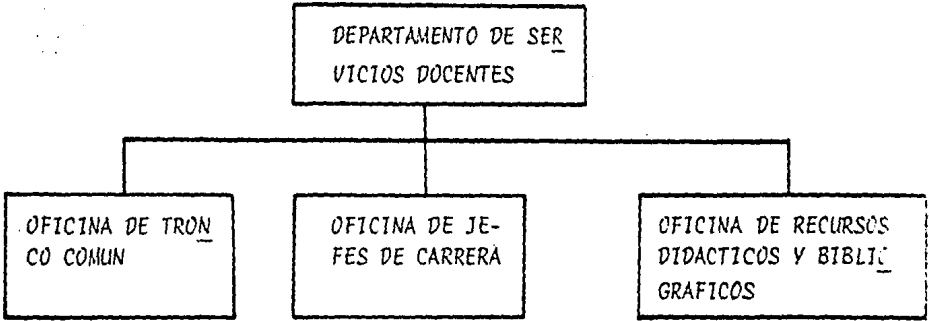 DEPARTAMENTO DE SER
VICIOS DOCENTES
OFICINA DE TRON
CO COMUN
OFICINA DE JE-
FES DE CARRERA
OFICINA DE RECURSOS
DIDACTICOS Y BIBLIO
GRAFICOS